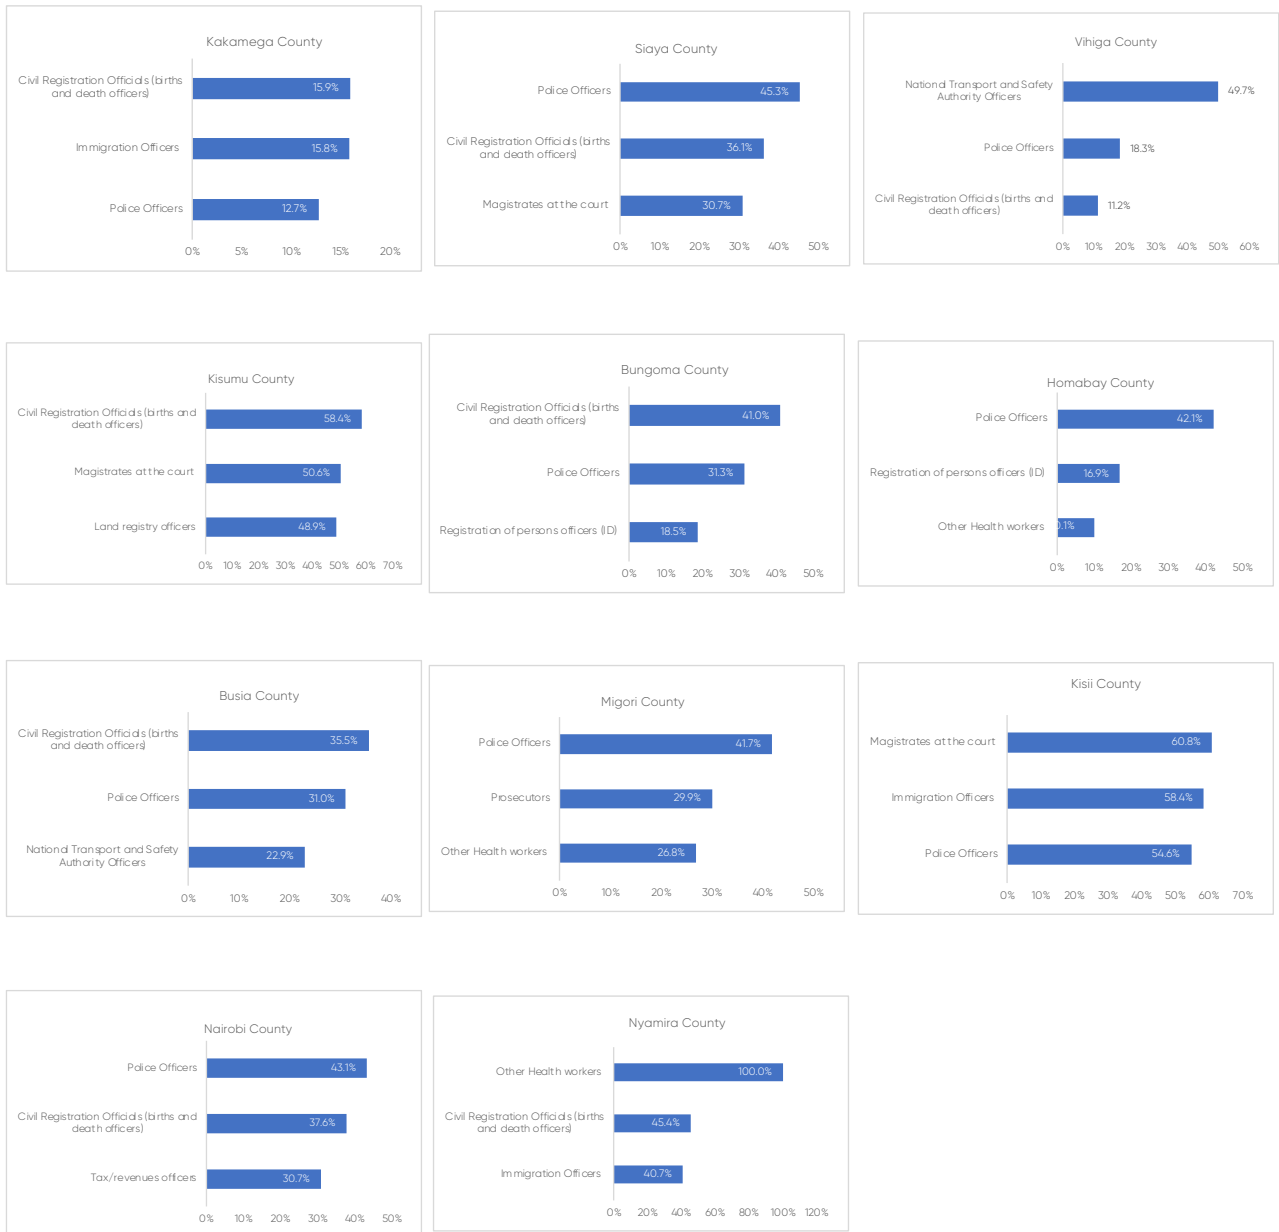 Kakamega County
Civil Registration Officials (births
and death officers)
15.9%
Immigration Officers
15.8%
Police Officers
12.7%
0% 5% 10% 15% 20%
Siaya County
Police Officers
45.3%
Civil Registration Officials (births
and death officers)
36.1%
Magistrates at the court
30.7%
0% 10% 20% 30% 40% 50%
Vihiga County
National Transport and Safety
Authority Officers
49.7%
Police Officers
18.3%
Civil Registration Officials (births and
death officers)
11.2%
0% 10% 20% 30% 40% 50% 60%
Kisumu County
Civil Registration Officials (births and
death officers)
58.4%
Magistrates at the court
50.6%
Land registry officers
48.9%
0% 10% 20% 30% 40% 50% 60% 70%
Bungoma County
Civil Registration Officials (births
and death officers)
41.0%
Police Officers
31.3%
Registration of persons officers (ID)
18.5%
0% 10% 20% 30% 40% 50%
Homabay County
Police Officers
42.1%
Registration of persons officers (ID)
16.9%
Other Health workers
0% 10% 20% 30% 40% 50%
Busia County
Civil Registration Officials (births
and death officers)
35.5%
Police Officers
31.0%
National Transport and Safety
Authority Officers
22.9%
0% 10% 20% 30% 40%
Migori County
Police Officers
41.7%
Prosecutors
29.9%
Other Health workers
26.8%
0% 10% 20% 30% 40% 50%
Kisii County
Magistrates at the court
60.8%
Immigration Officers
58.4%
Police Officers
54.6%
0% 10% 20% 30% 40% 50% 60% 70%
Nairobi County
Police Officers
43.1%
Civil Registration Officials (births and
death officers)
37.6%
Tax/revenues officers
30.7%
0% 10% 20% 30% 40% 50%
Nyamira County
Other Health workers
100.0%
Civil Registration Officials (births
and death officers)
45.4%
Immigration Officers
40.7%
0% 20% 40% 60% 80% 100% 120%